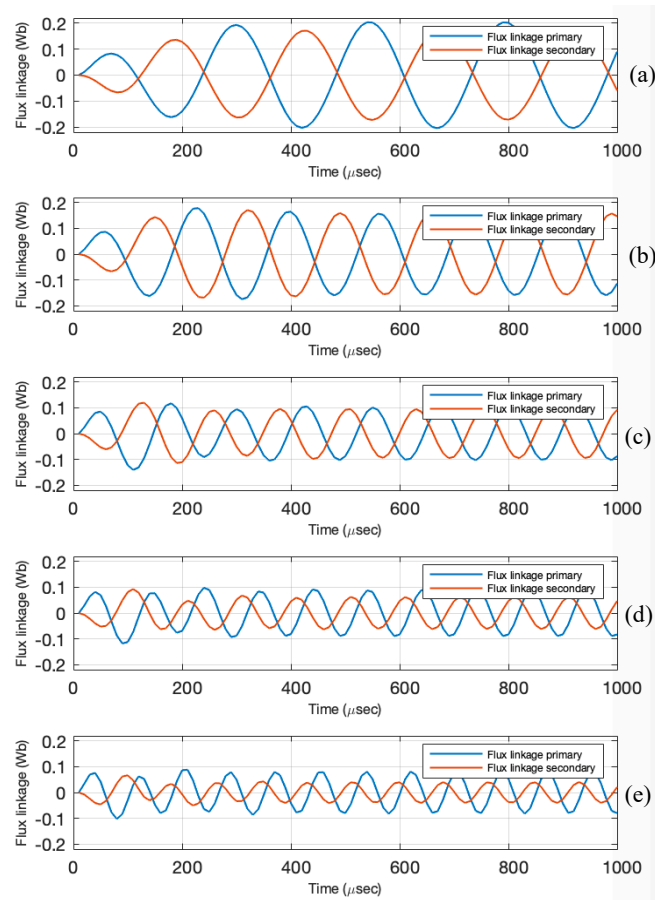 Flux linkage (Wb)
0.2
0.1
0
-0.1
-0.2
Flux linkage primary
Flux linkage secondary
(a)
0 200 400 600 800 1000
Time (μsec)
Flux linkage (Wb)
0.2
0.1
0
-0.1
-0.2
Flux linkage primary
Flux linkage secondary
(b)
0 200 400 600 800 1000
Time (μsec)
Flux linkage (Wb)
0.2
0.1
0
-0.1
-0.2
Flux linkage primary
Flux linkage secondary
(c)
0 200 400 600 800 1000
Time (μsec)
Flux linkage (Wb)
0.2
0.1
0
-0.1
-0.2
Flux linkage primary
Flux linkage secondary
(d)
0 200 400 600 800 1000
Time (μsec)
Flux linkage (Wb)
0.2
0.1
0
-0.1
-0.2
Flux linkage primary
Flux linkage secondary
(e)
0 200 400 600 800 1000
Time (μsec)